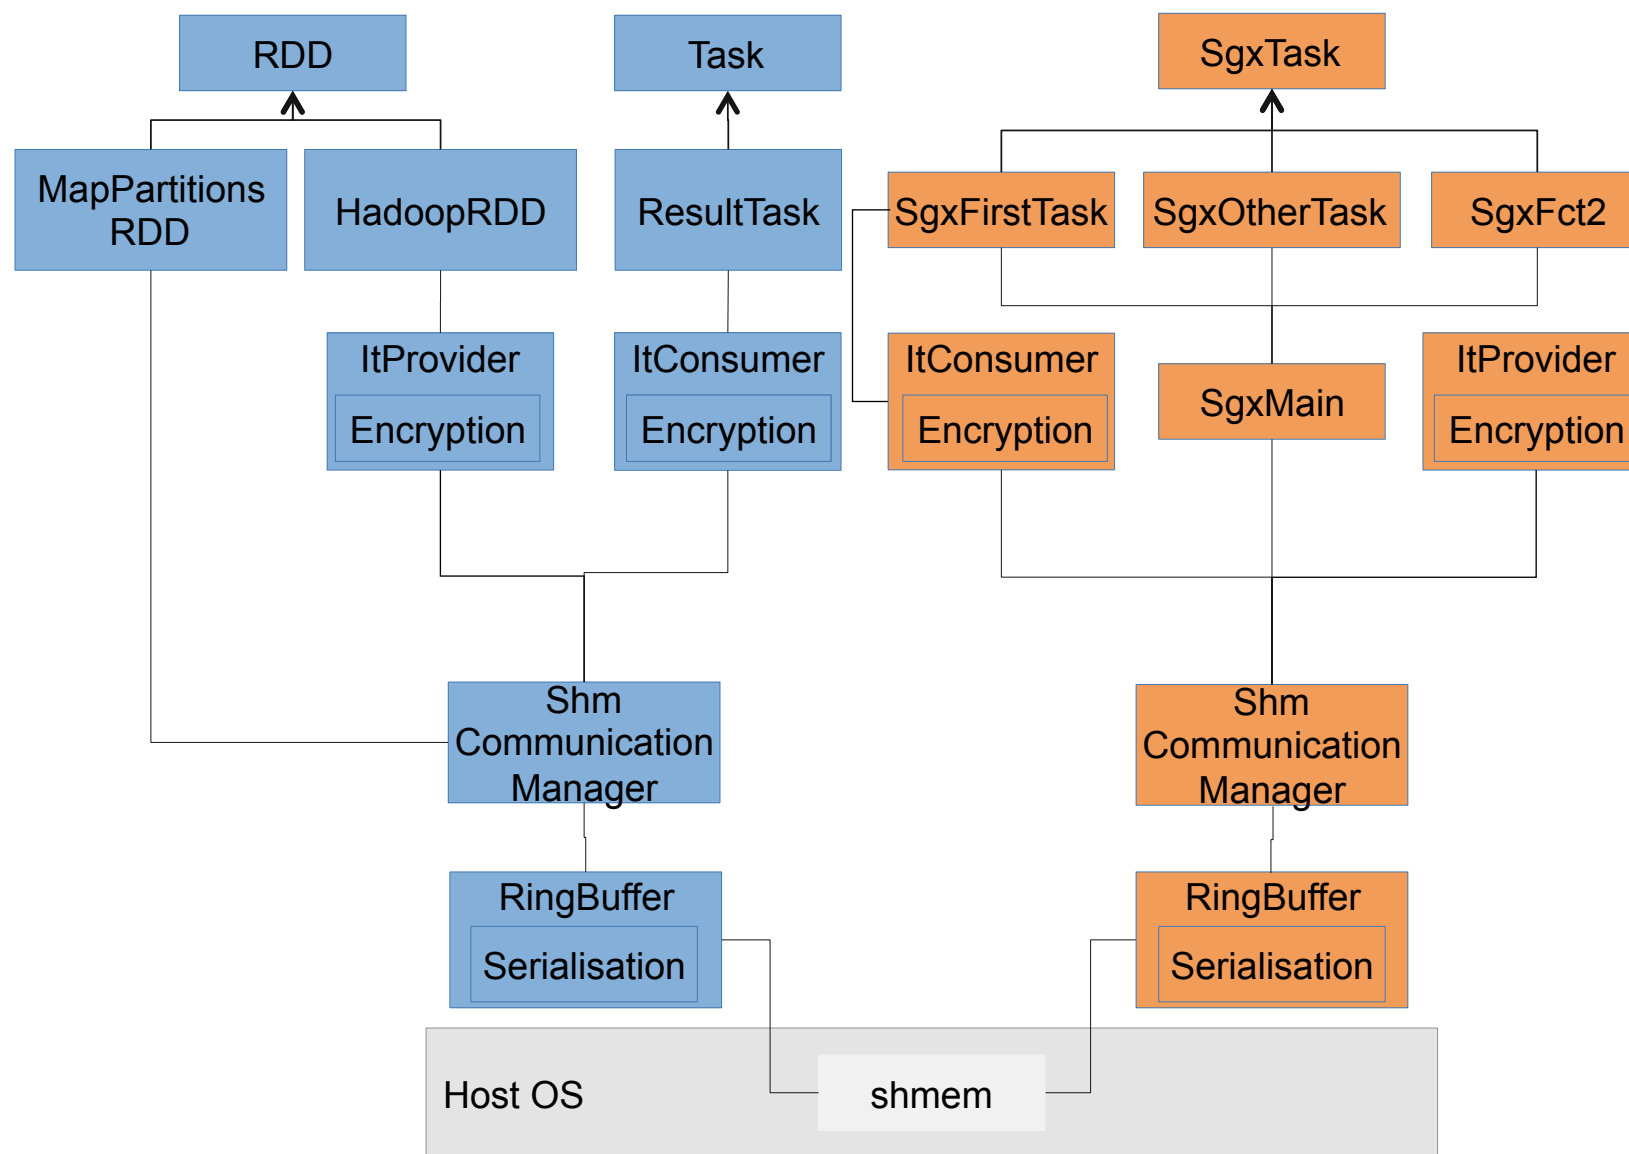 RDD
Task
SgxTask
MapPartitions
RDD
HadoopRDD
ResultTask
SgxFirstTask
SgxOtherTask
SgxFct2
ItProvider
Encryption
ItConsumer
Encryption
ItConsumer
Encryption
SgxMain
ItProvider
Encryption
Shm
Communication
Manager
Shm
Communication
Manager
RingBuffer
Serialisation
RingBuffer
Serialisation
Host OS
shmem